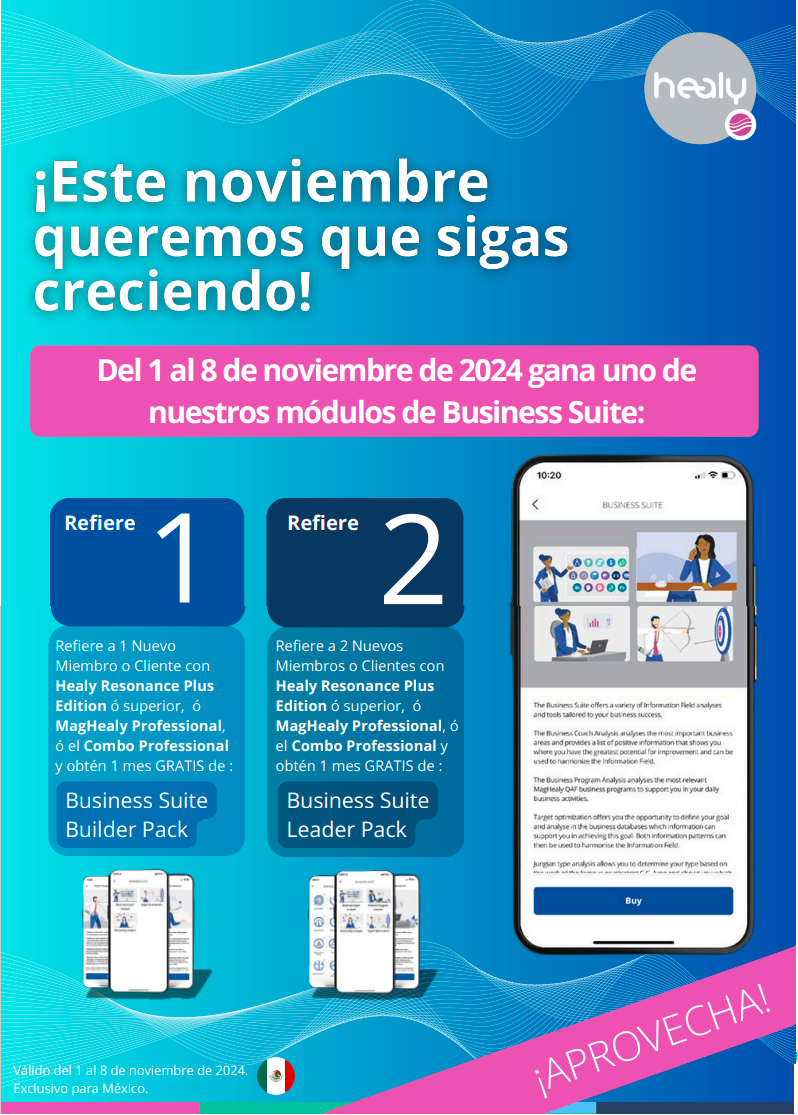 healy
¡Este noviembre
queremos que sigas
creciendo!
Del 1 al 8 de noviembre de 2024 gana uno de
nuestros módulos de Business Suite:
Refiere 1
Refiere a 1 Nuevo
Miembro o Cliente con
Healy Resonance Plus
Edition ó superior, ó
MagHealy Professional,
ó el Combo Professional
y obtén 1 mes GRATIS de :
Business Suite
Builder Pack
Refiere 2
Refiere a 2 Nuevos
Miembros o Clientes con
Healy Resonance Plus
Edition ó superior, ó
MagHealy Professional, ó
el Combo Professional y
obtén 1 mes GRATIS de :
Business Suite
Leader Pack
10:20
BUSINESS SUITE
The Business Suite offers a variety of Information Field analyses
and tools tailored to your business success.
The Business Coach Analysis analyses the most important business
areas and provides a list of positive information that shows you
where you have the greatest potential for improvement and can be
used to harmonize the Information Field.
The Business Program Analysis analyses the most relevant
MagHealy QAF business programs to support you in your daily
business activities.
Target optimization offers you the opportunity to define your goal
and analyse in the business databases which information can
support you in achieving this goal. Both information patterns can
then be used to harmonise the Information Field.
Jungian type analysis allows you to determine your type based on
Buy
¡APROVECHA!
Válido del 1 al 8 de noviembre de 2024.
Exclusivo para México.